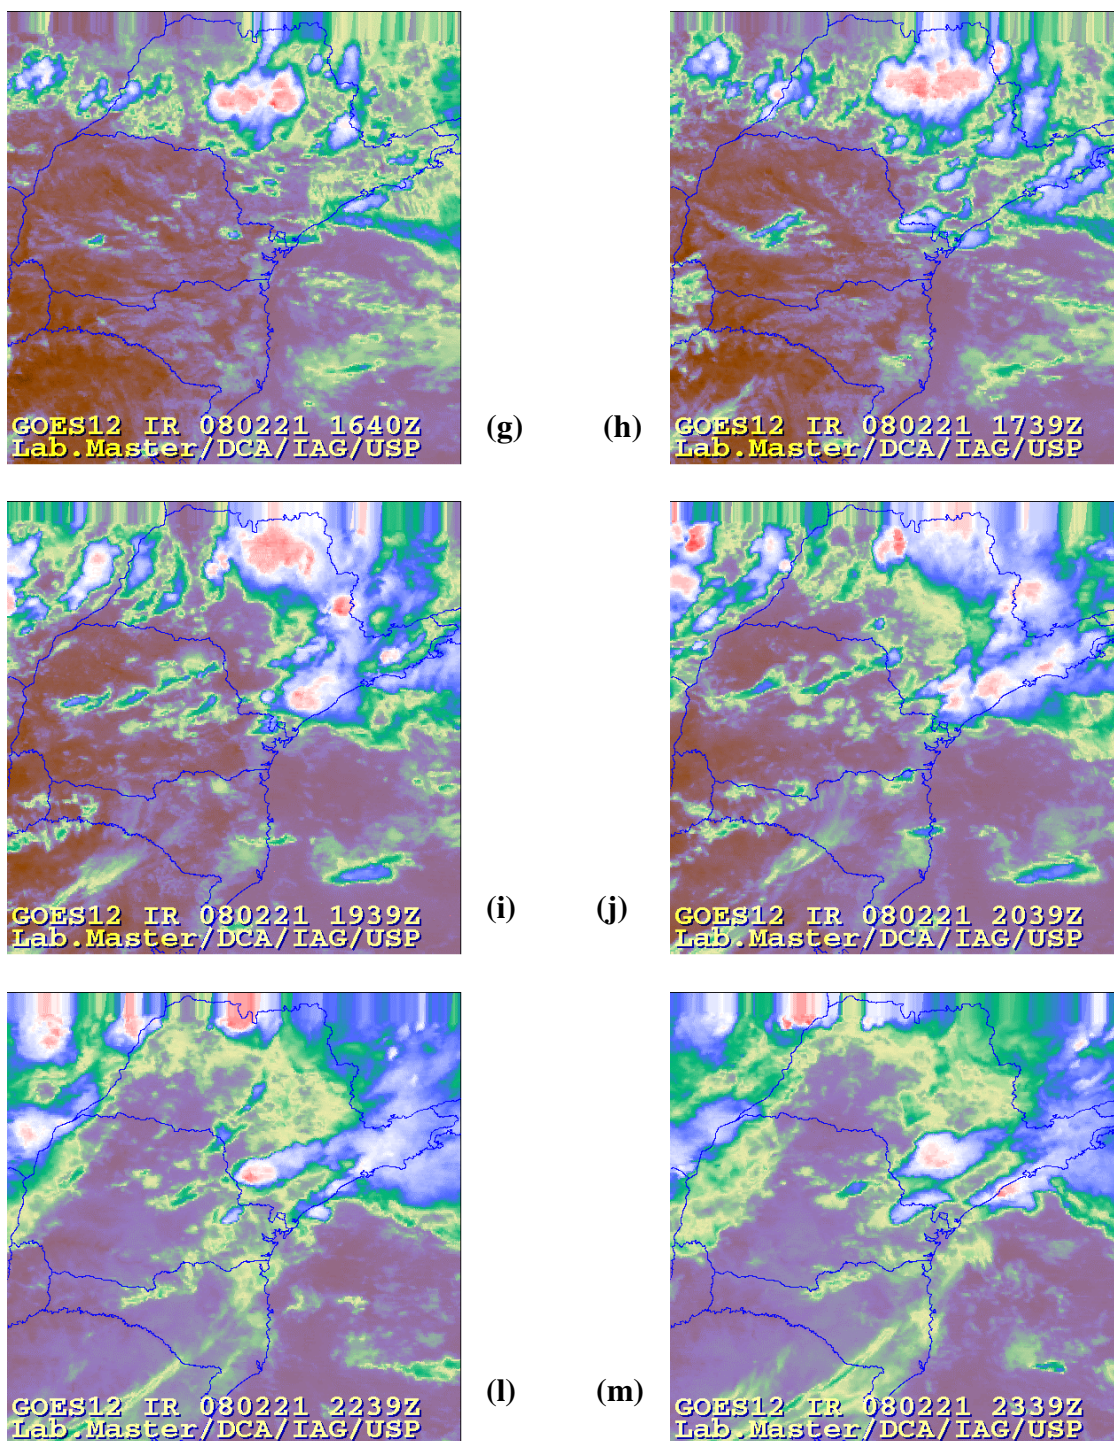 GOES12 IR 080221 1640Z
Lab.Master/DCA/IAG/USP
(g)
(h)
GOES12 IR 080221 1739Z
Lab.Master/DCA/IAG/USP
GOES12 IR 080221 1939Z
Lab.Master/DCA/IAG/USP
(i)
(j)
GOES12 IR 080221 2039Z
Lab.Master/DCA/IAG/USP
GOES12 IR 080221 2239Z
Lab.Master/DCA/IAG/USP
(l)
(m)
GOES12 IR 080221 2339Z
Lab.Master/DCA/IAG/USP